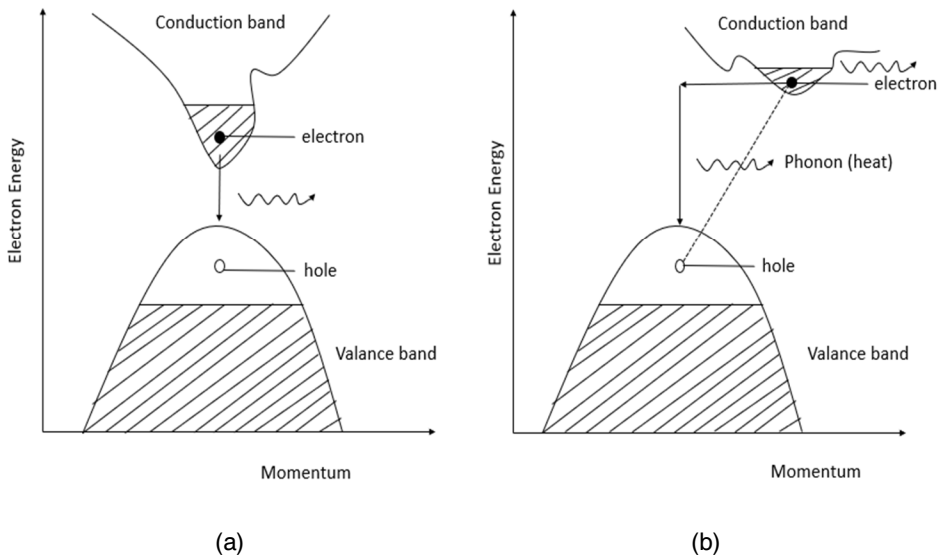 Conduction band
electron
Electron Energy
hole
Valance band
Momentum
(a)
Conduction band
electron
Phonon (heat)
Electron Energy
hole
Valance band
Momentum
(b)